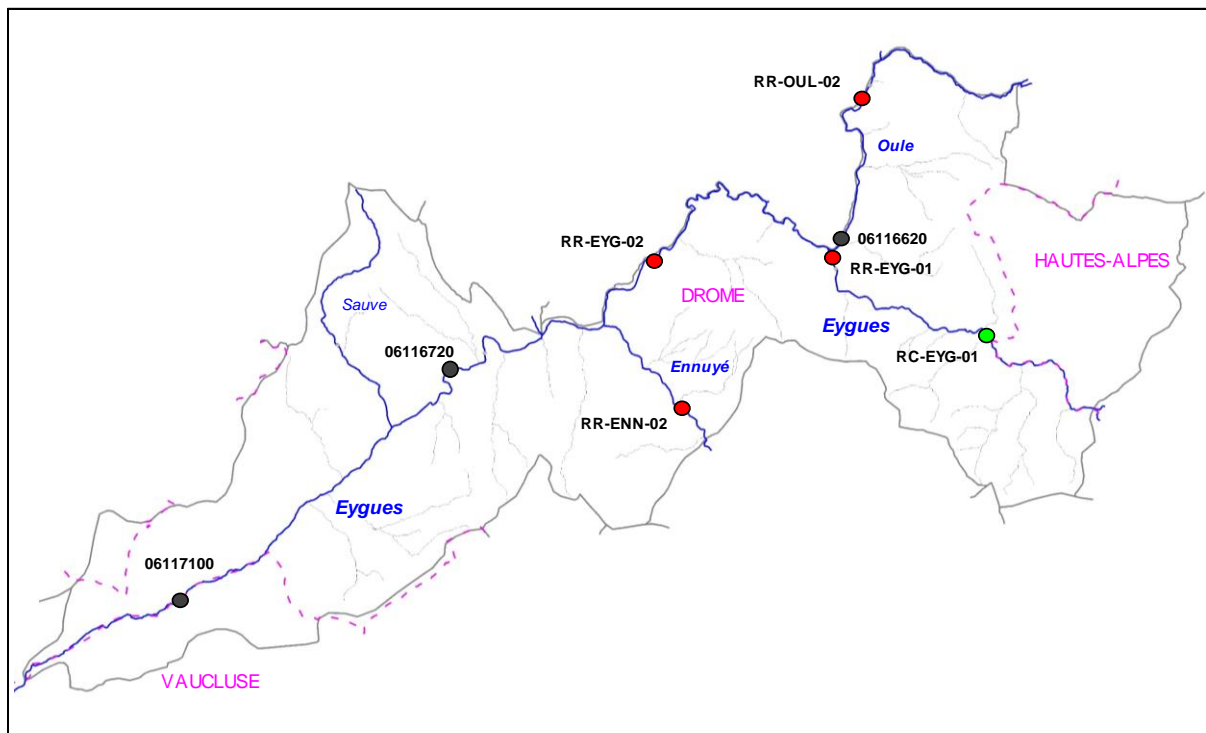 RR-OUL-02
Oule
06116620
RR-EYG-02
RR-EYG-01
HAUTES-ALPES
DROME
Sauve
Eygues
06116720
RC-EYG-01
Ennuyé
RR-ENN-02
Eygues
06117100
VAUCLUSE